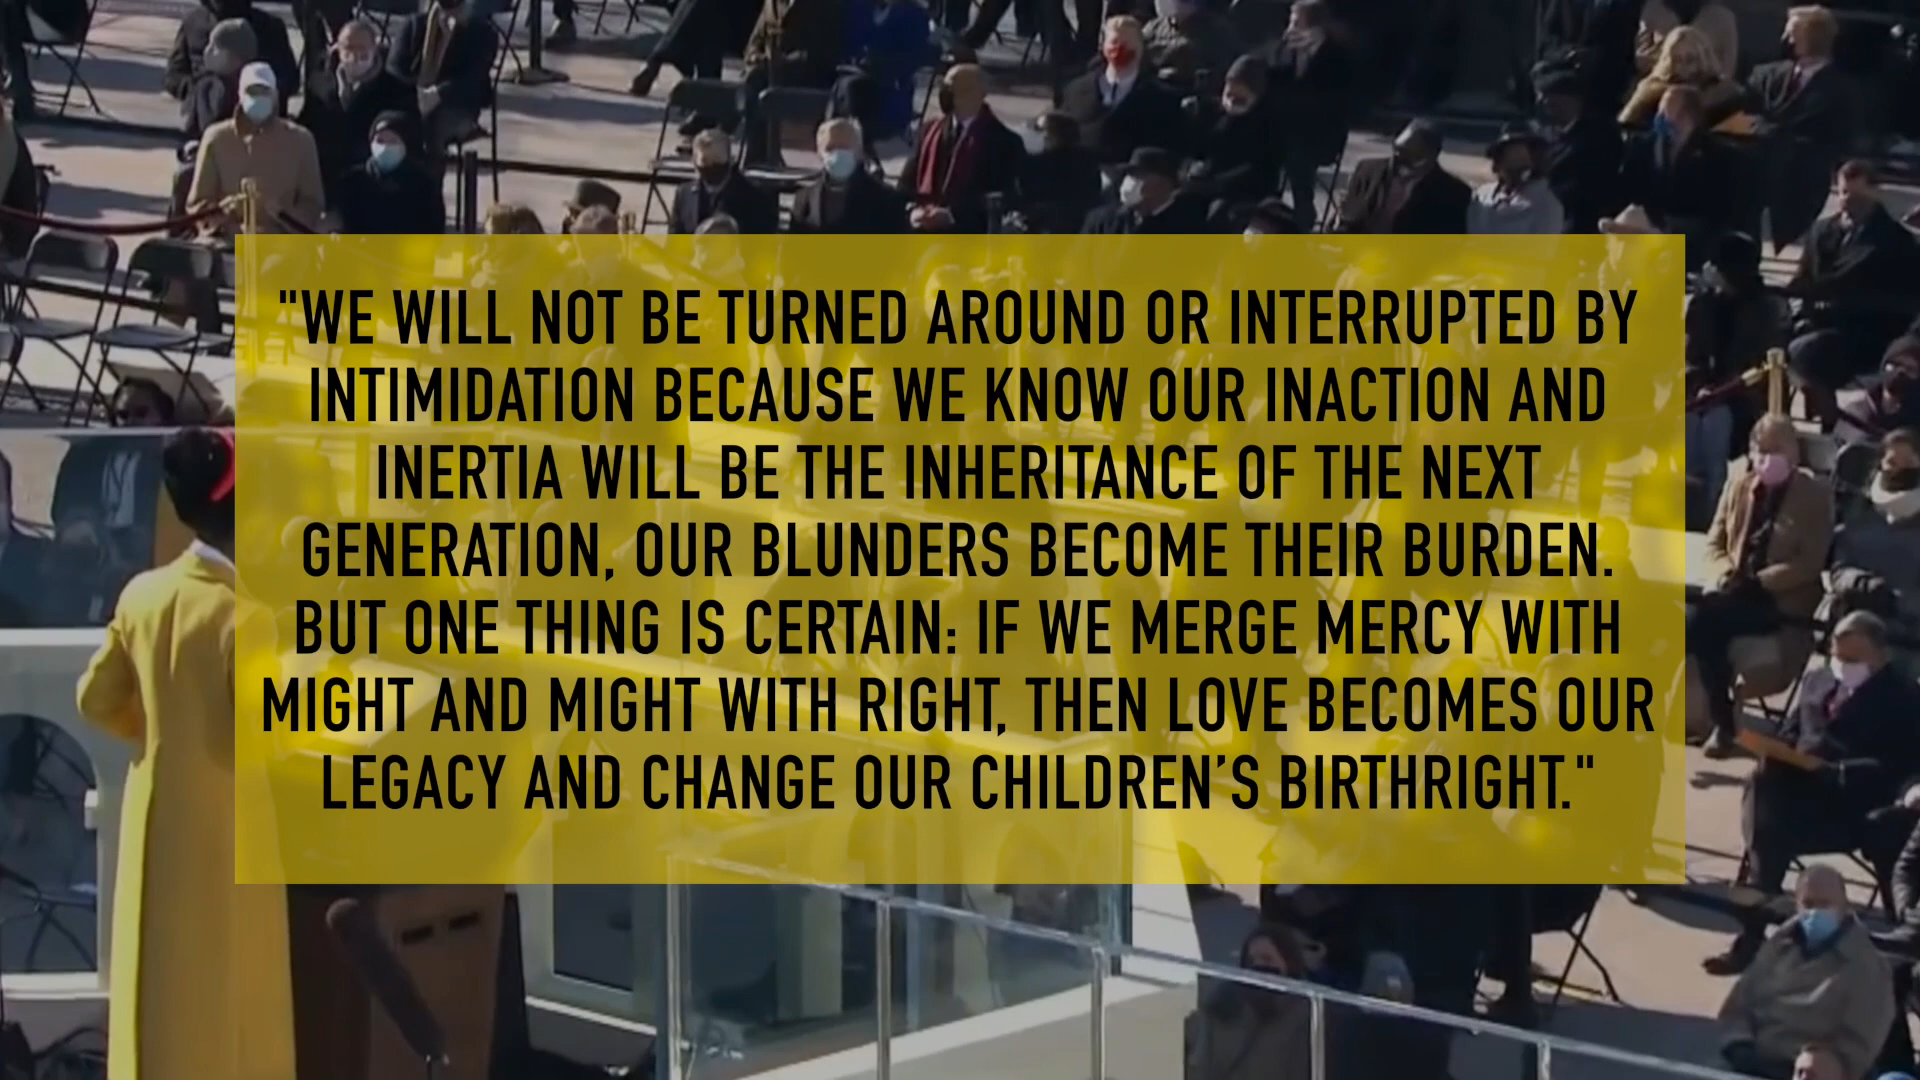 "WE WILL NOT BE TURNED AROUND OR INTERRUPTED BY
INTIMIDATION BECAUSE WE KNOW OUR INACTION AND
INERTIA WILL BE THE INHERITANCE OF THE NEXT
GENERATION, OUR BLUNDERS BECOME THEIR BURDEN.
BUT ONE THING IS CERTAIN: IF WE MERGE MERCY WITH
MIGHT AND MIGHT WITH RIGHT, THEN LOVE BECOMES OUR
LEGACY AND CHANGE OUR CHILDREN’S BIRTHRIGHT."